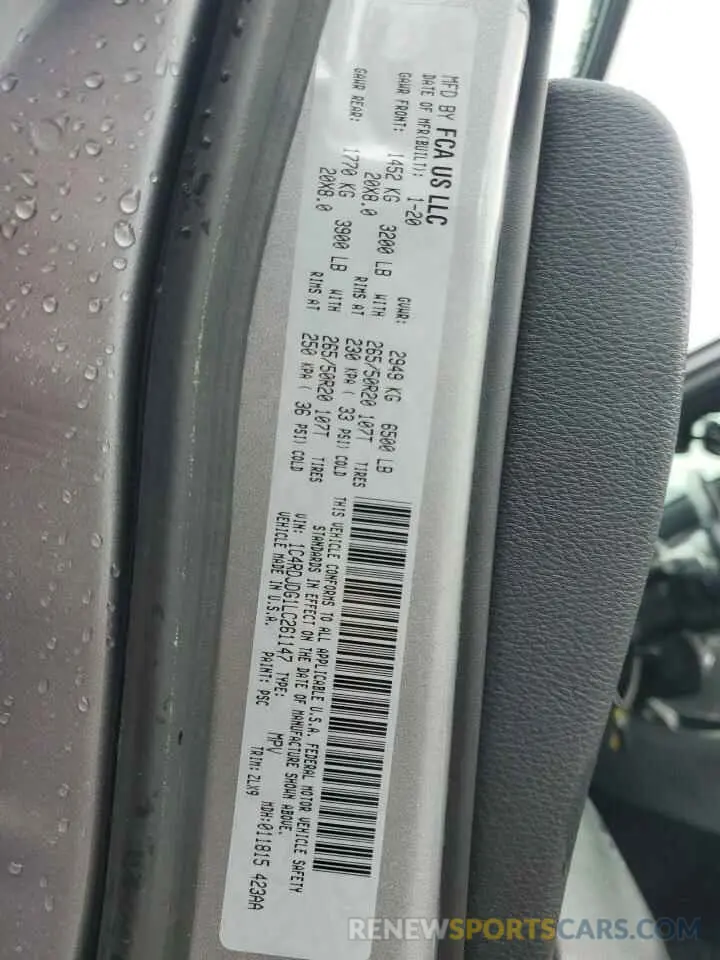 MFD BY FCA US LLC
DATE OF MFR(BUILT): 1-20 GVWR: 2949 KG 6500 LB
GAWR FRONT: 1452 KG 3200 LB WITH 265/50R20 107T TIRES
20X8.0 RIMS AT 230 KPA ( 33 PSI) COLD
GAWR REAR: 1770 KG 3900 LB WITH 265/50R20 107T TIRES
20X8.0 RIMS AT 250 KPA ( 36 PSI) COLD
THIS VEHICLE CONFORMS TO ALL APPLICABLE U.S.A. FEDERAL MOTOR VEHICLE SAFETY
STANDARDS IN EFFECT ON THE DATE OF MANUFACTURE SHOWN ABOVE.
VIN: 1C4RDJDG1LC261147 TYPE: MPV MDH:011815 423AA
VEHICLE MADE IN U.S.A. PAINT: PSC TRIM: ZLX9
RENEWSPORTSCARS.COM